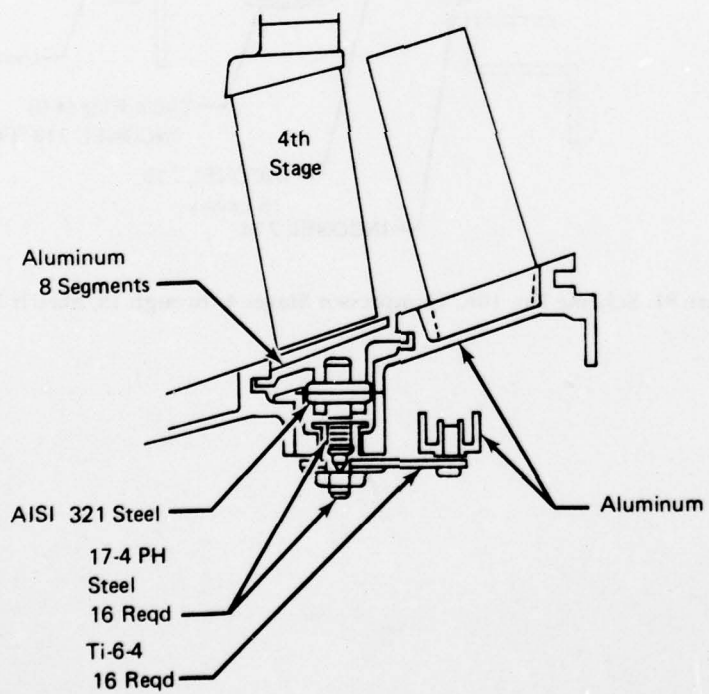 4th
Stage
Aluminum
8 Segments
AISI 321 Steel
Aluminum
17-4 PH
Steel
16 Reqd
Ti-6-4
16 Reqd